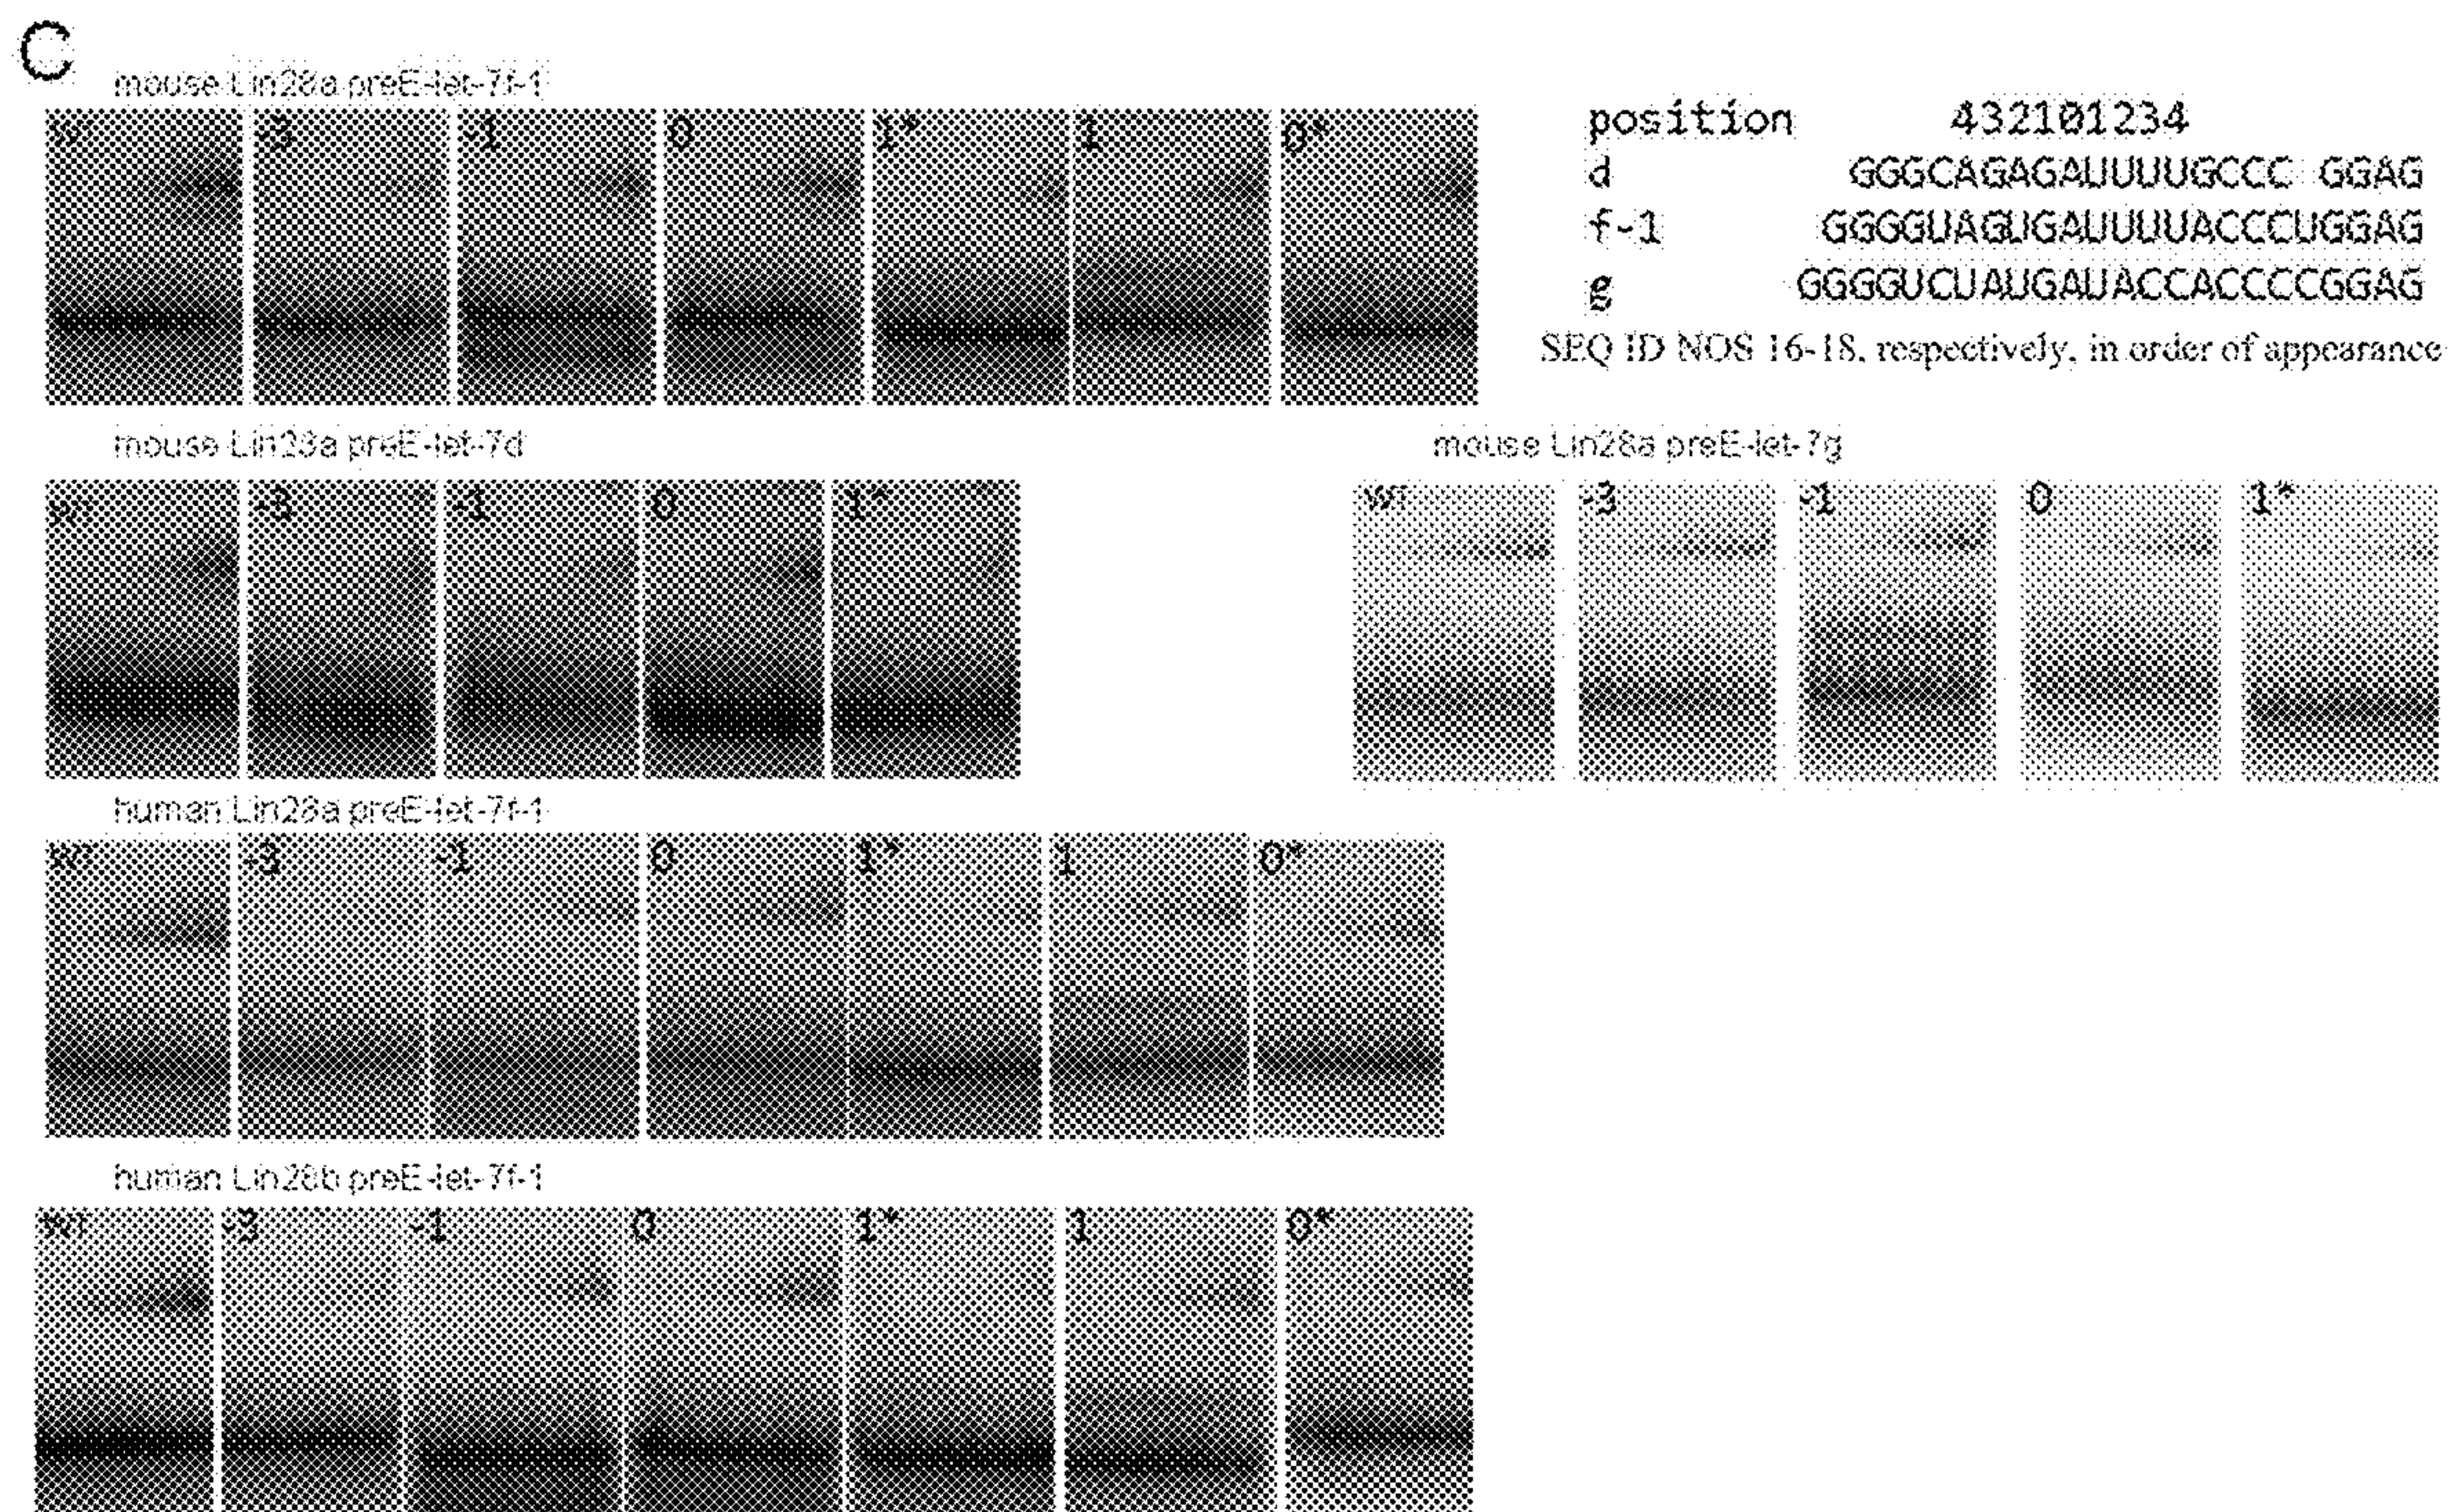 C
mouse Lin28a preE-let-7f-1
WT -3 -1 0 1* 1 0*
position 432101234
d GGGCAGAGAUUUUGCCC GGAG
f-1 GGGGUAGUGAUUUUACCCUGGAG
g GGGGUCUAUGAUACCACCCCGGAG
SEQ ID NOS 16-18, respectively, in order of appearance
mouse Lin28a preE-let-7d
WT -3 -1 0 1*
mouse Lin28a preE-let-7g
WT -3 -1 0 1*
human Lin28a preE-let-7f-1
WT -3 -1 0 1* 1 0*
human Lin28b preE-let-7f-1
WT -3 -1 0 1* 1 0*